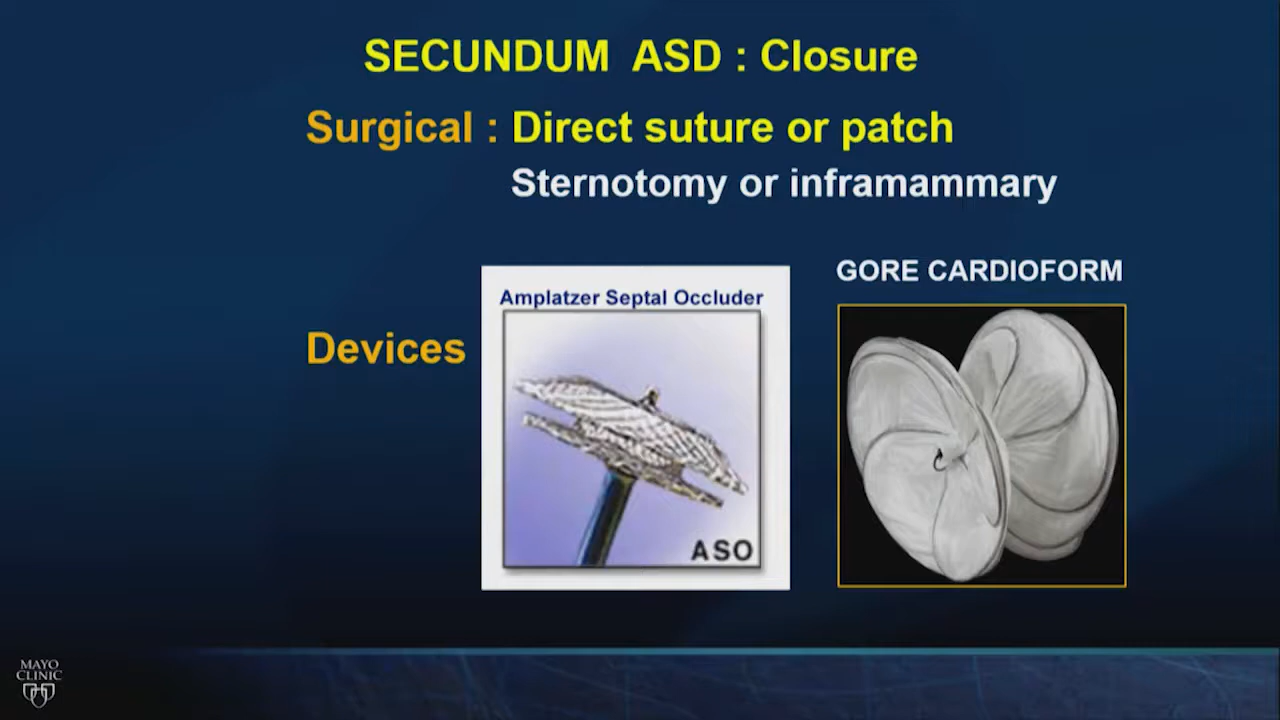 SECUNDUM ASD : Closure
Surgical : Direct suture or patch
Sternotomy or inframammary
Devices
Amplatzer Septal Occluder
ASO
GORE CARDIOFORM
MAYO
CLINIC